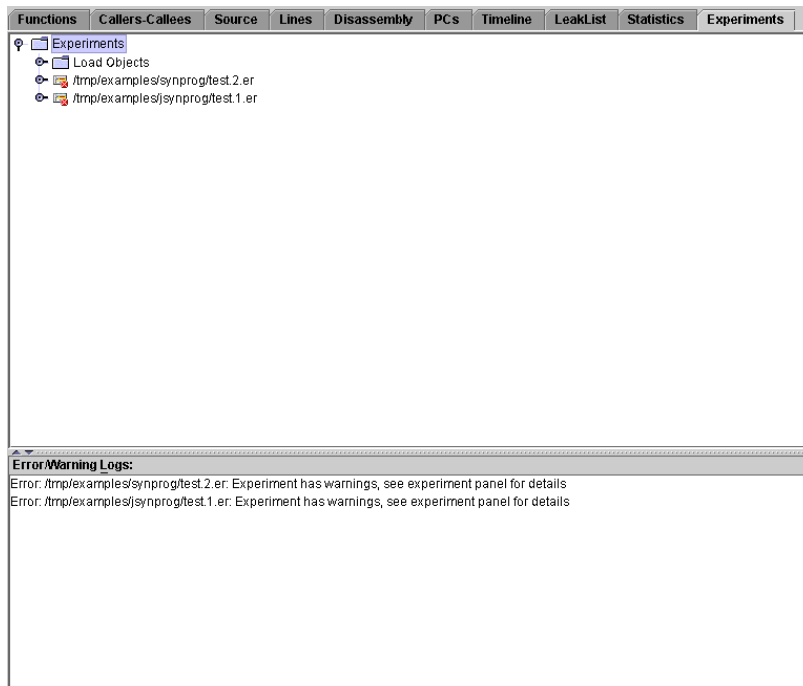 Functions Callers-Callees Source Lines Disassembly PCs Timeline LeakList Statistics Experiments
Experiments
Load Objects
/tmp/examples/synprog/test.2.er
/tmp/examples/jsynprog/test.1.er
Error/Warning Logs:
Error: /tmp/examples/synprog/test.2.er: Experiment has warnings, see experiment panel for details
Error: /tmp/examples/jsynprog/test.1.er: Experiment has warnings, see experiment panel for details